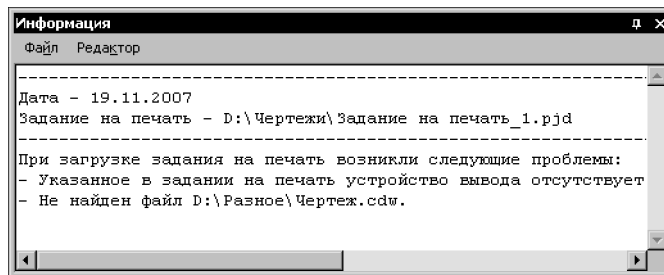 Информация
Файл Редактор
--------------------------------------------------------
Дата - 19.11.2007
Задание на печать - D:\Чертежи\Задание на печать_1.pjd
--------------------------------------------------------
При загрузке задания на печать возникли следующие проблемы:
- Указанное в задании на печать устройство вывода отсутствует
- Не найден файл D:\Разное\Чертеж.cdw.